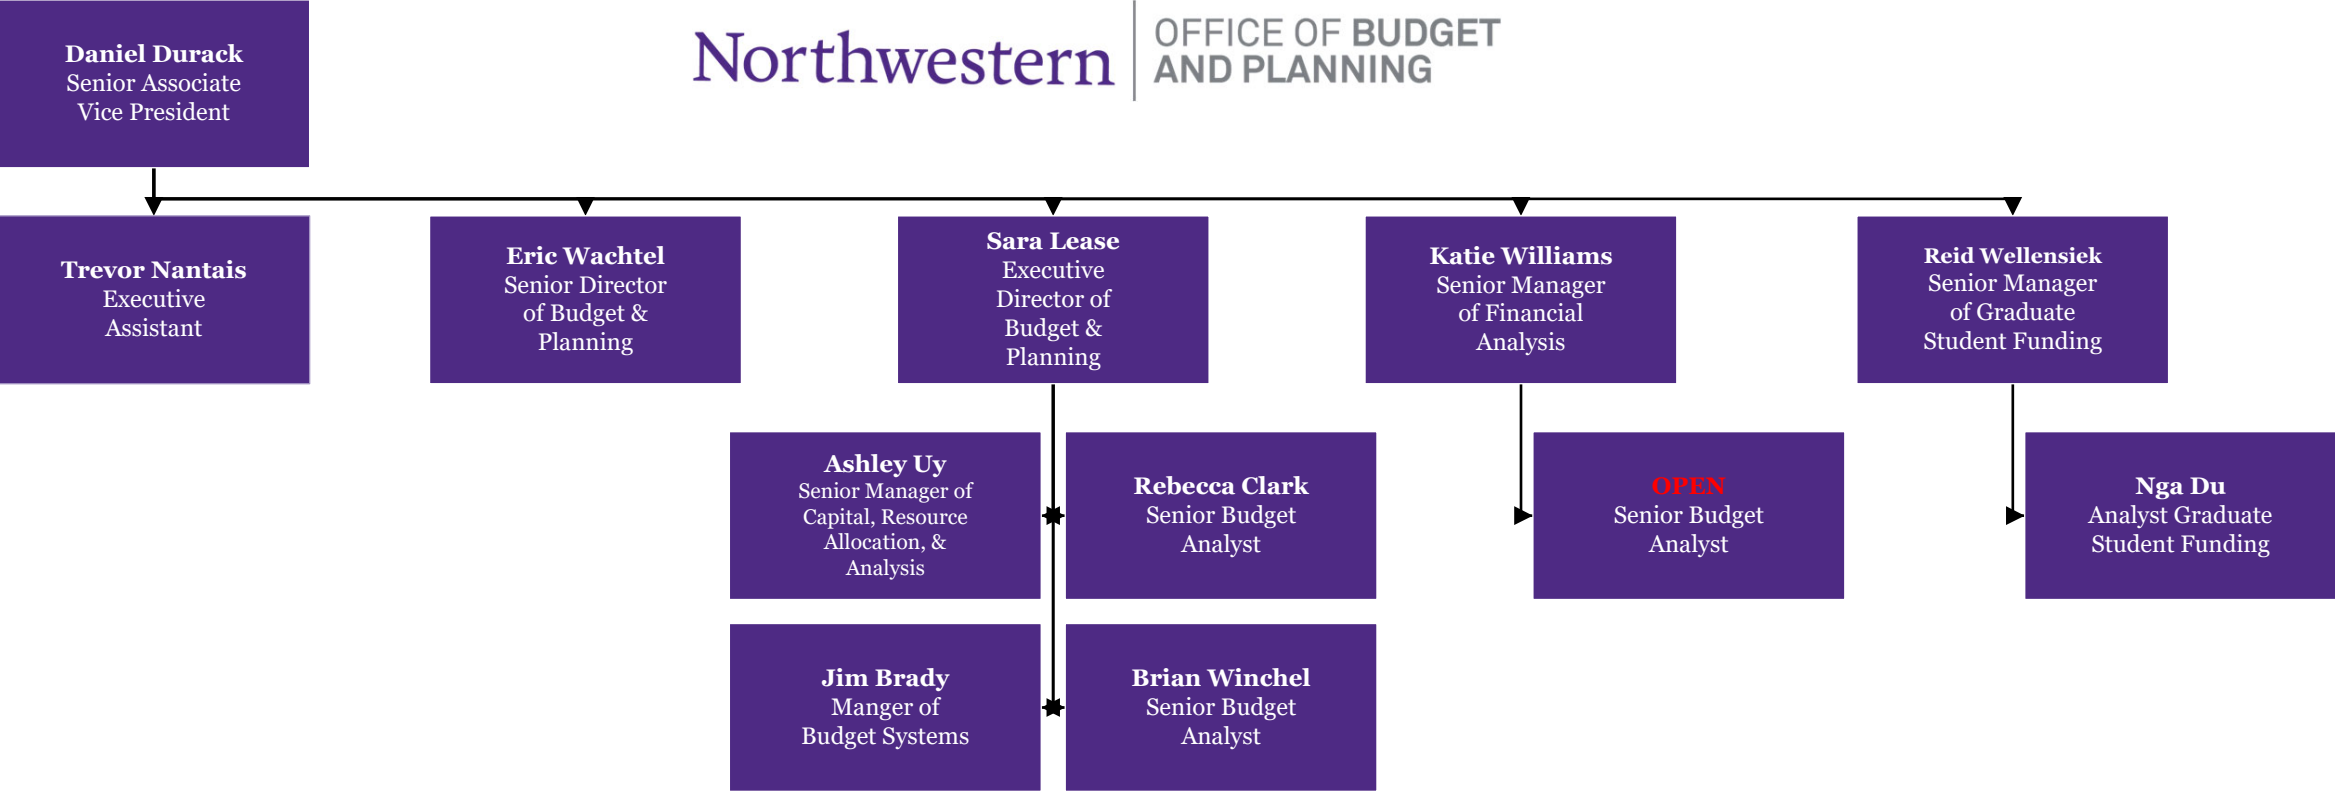 Daniel Durack
Senior Associate
Vice President
Northwestern
OFFICE OF BUDGET
AND PLANNING
Trevor Nantais
Executive
Assistant
Eric Wachtel
Senior Director
of Budget &
Planning
Sara Lease
Executive
Director of
Budget &
Planning
Katie Williams
Senior Manager
of Financial
Analysis
Reid Wellensiek
Senior Manager
of Graduate
Student Funding
Ashley Uy
Senior Manager of
Capital, Resource
Allocation, &
Analysis
Rebecca Clark
Senior Budget
Analyst
OPEN
Senior Budget
Analyst
Nga Du
Analyst Graduate
Student Funding
Jim Brady
Manger of
Budget Systems
Brian Winchel
Senior Budget
Analyst